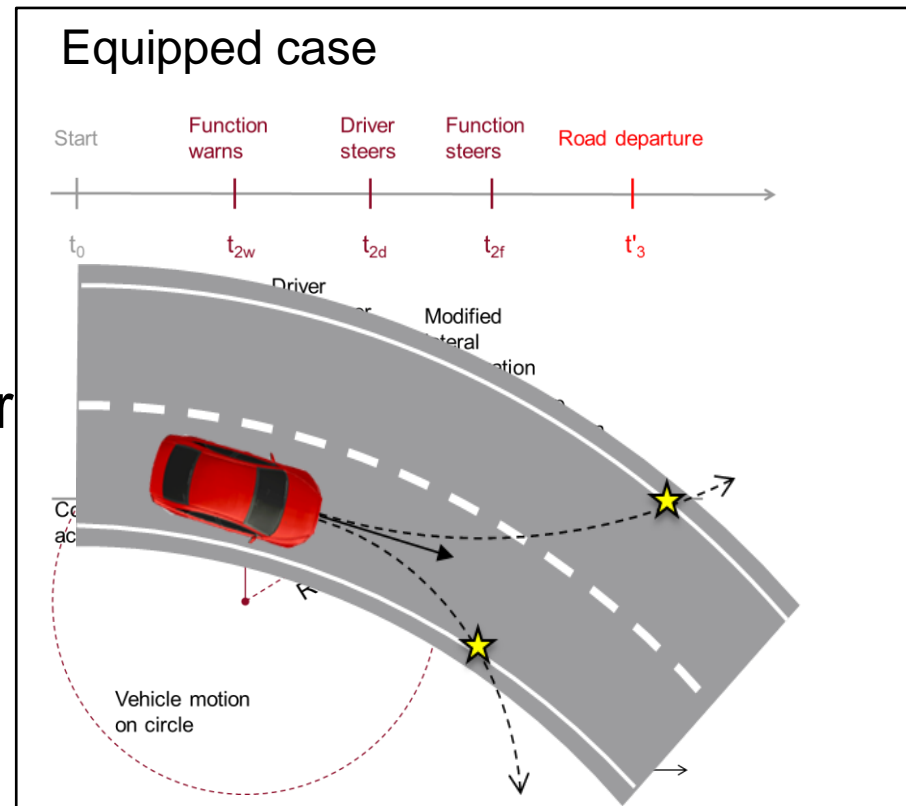 Equipped case
Start
Function
warns
Driver
steers
Function
steers
Road departure
t0
t2w
t2d
t2f
t'3
Driver
Modified
Vehicle motion
on circle